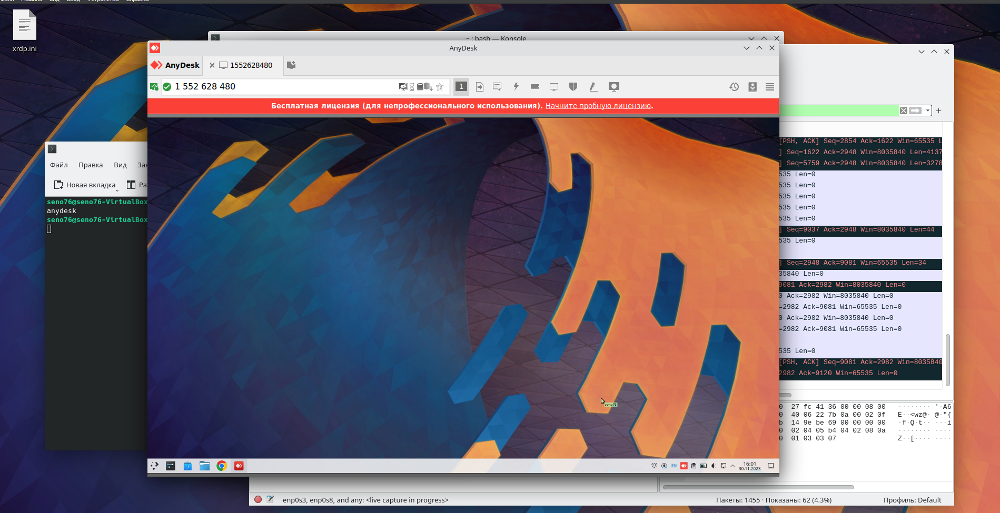 Файл Машина Вид Ввод Устройства Справка
xrdp.ini
~ : bash — Konsole
AnyDesk
AnyDesk
1552628480
1 552 628 480
1
Бесплатная лицензия (для непрофессионального использования). Начните пробную лицензию.
Файл Правка Вид Зак
Новая вкладка Ра
seno76@seno76-VirtualBox
anydesk
seno76@seno76-VirtualBox
[PSH, ACK] Seq=2854 Ack=1622 Win=65535 L
] Seq=1622 Ack=2948 Win=8035840 Len=4137
] Seq=5759 Ack=2948 Win=8035840 Len=3278
535 Len=0
535 Len=0
535 Len=0
535 Len=0
535 Len=0
] Seq=9037 Ack=2948 Win=8035840 Len=44
535 Len=0
] Seq=2948 Ack=9081 Win=65535 Len=34
35840 Len=0
9081 Ack=2982 Win=8035840 Len=0
0 Ack=2982 Win=8035840 Len=0
=2982 Ack=9081 Win=65535 Len=0
0 Ack=2982 Win=8035840 Len=0
=2982 Ack=9081 Win=65535 Len=0
535 Len=0
[PSH, ACK] Seq=9081 Ack=2982 Win=8035840
2982 Ack=9120 Win=65535 Len=0
seno76
0 27 fc 41 36 00 00 08 00 ········ '·A6
0 40 06 22 7b 0a 00 02 0f E··<wz@· @·"{
b 14 9e be 69 00 00 00 00 ·f·Q·t·· ···i
0 02 04 05 b4 04 02 08 0a ········ ····
0 01 03 03 07 Z··[···· ····
EN
16:01
30.11.2023
enp0s3, enp0s8, and any: <live capture in progress>
Пакеты: 1455 · Показаны: 62 (4.3%)
Профиль: Default